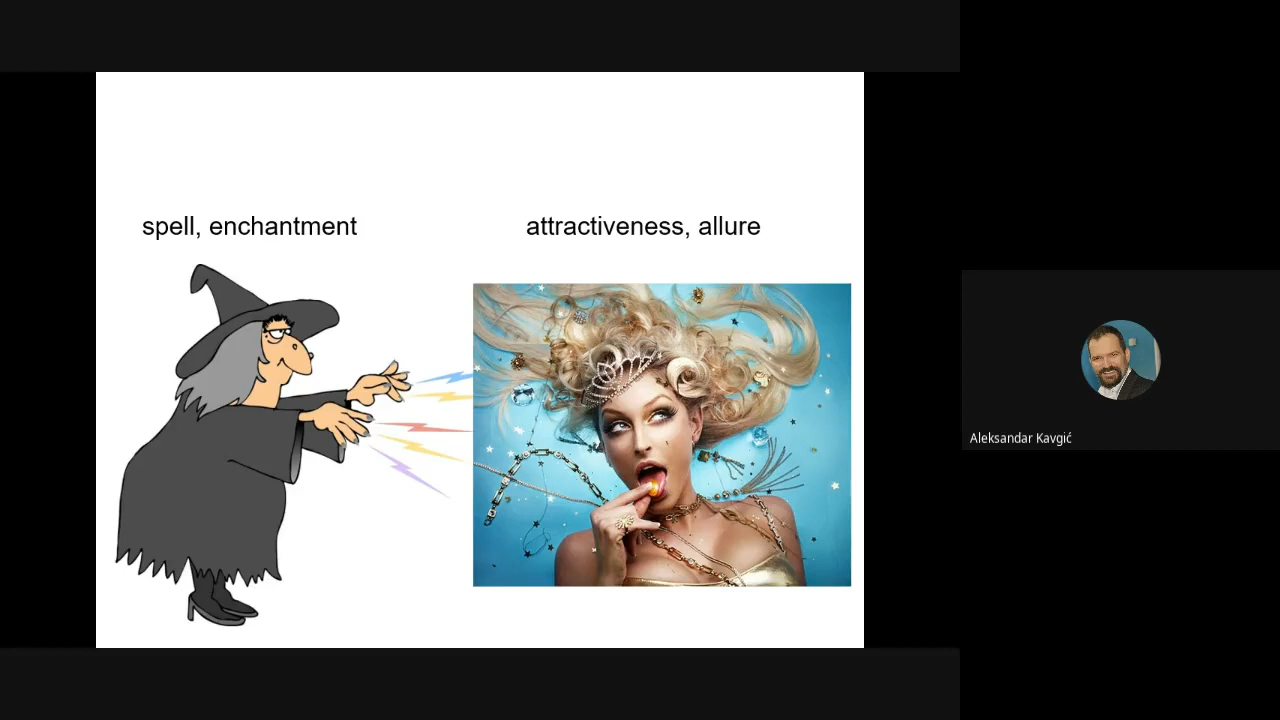 spell, enchantment
attractiveness, allure
Aleksandar Kavgić